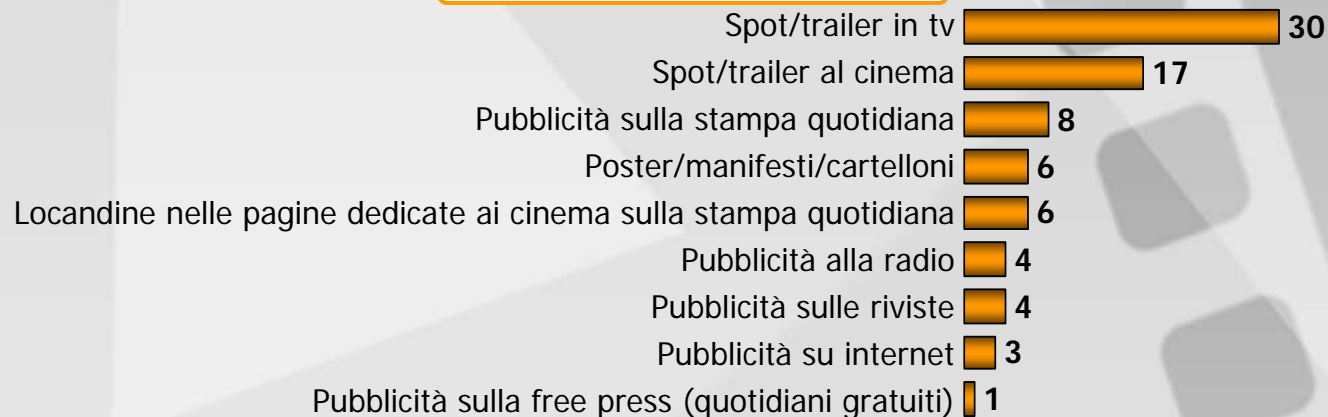 Spot/trailer in tv 30
Spot/trailer al cinema 17
Pubblicità sulla stampa quotidiana 8
Poster/manifesti/cartelloni 6
Locandine nelle pagine dedicate ai cinema sulla stampa quotidiana 6
Pubblicità alla radio 4
Pubblicità sulle riviste 4
Pubblicità su internet 3
Pubblicità sulla free press (quotidiani gratuiti) 1